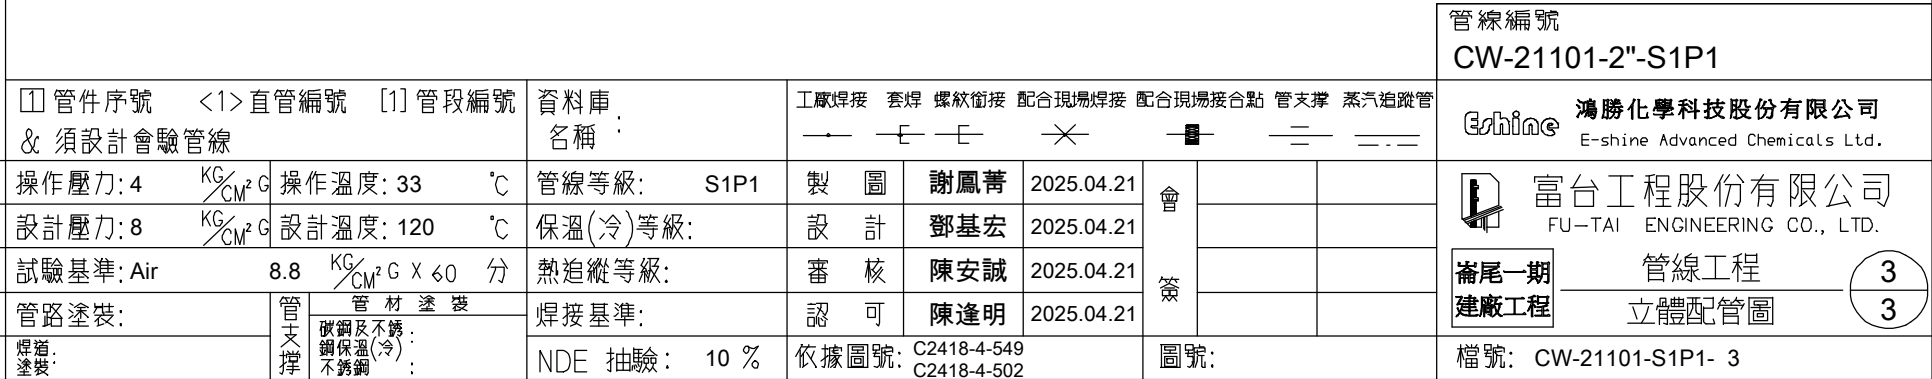 管線編號
CW-21101-2"-S1P1
1 管件序號 <1>直管編號 [1]管段編號
& 須設計會驗管線
資料庫
名稱 :
工廠焊接 套焊 螺紋銜接 配合現場焊接 配合現場接合點 管支撐 蒸汽追蹤管
Eshine 鴻勝化學科技股份有限公司
E-shine Advanced Chemicals Ltd.
操作壓力: 4 KG/CM² G 操作溫度: 33 °C 管線等級: S1P1 製圖 謝鳳菁 2025.04.21
設計壓力: 8 KG/CM² G 設計溫度: 120 °C 保溫(冷)等級: 設計 鄧基宏 2025.04.21
試驗基準: Air 8.8 KG/CM² G X 60 分 熱追縱等級: 審核 陳安誠 2025.04.21
管路塗裝: 管支撐 管材塗裝 焊接基準: 認可 陳逢明 2025.04.21
會簽
碳鋼及不銹
鋼保溫(冷) :
不銹鋼 :
焊道:
塗裝:
NDE 抽驗: 10 % 依據圖號: C2418-4-549
C2418-4-502
圖號:
富台工程股份有限公司
FU-TAI ENGINEERING CO., LTD.
崙尾一期
建廠工程
管線工程
立體配管圖
3
3
檔號: CW-21101-S1P1- 3